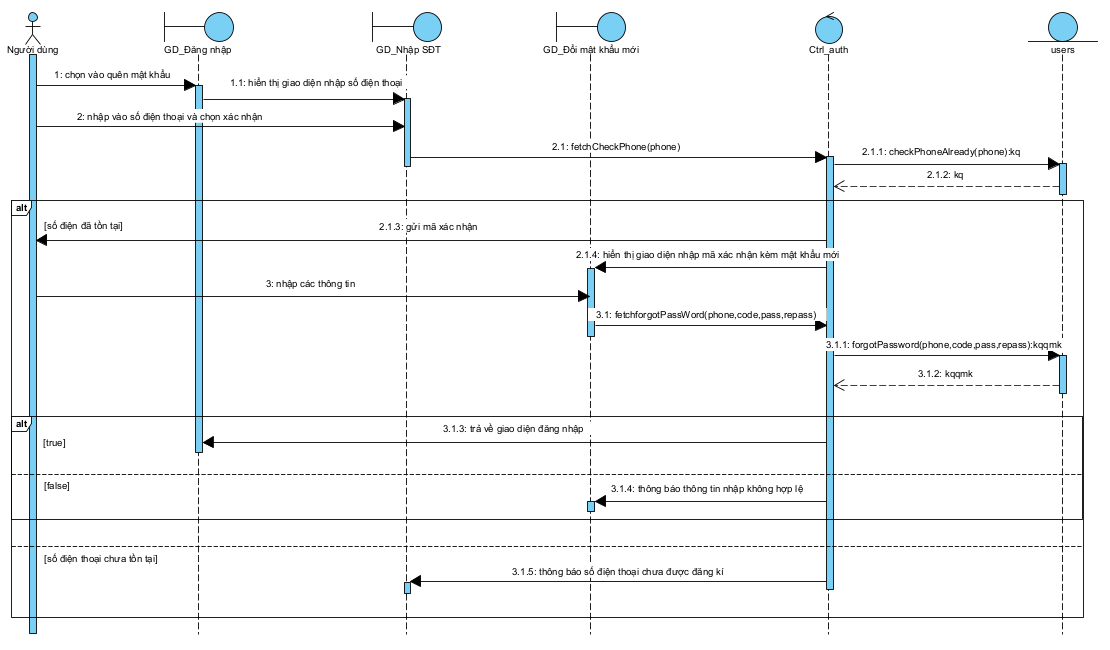 Người dùng
GD_Đăng nhập
GD_Nhập SĐT
GD_Đổi mật khẩu mới
Ctrl_auth
users
1: chọn vào quên mật khẩu
1.1: hiển thị giao diện nhập số điện thoại
2: nhập vào số điện thoại và chọn xác nhận
2.1: fetchCheckPhone(phone)
2.1.1: checkPhoneAlready(phone):kq
2.1.2: kq
alt
[số điện đã tồn tại]
2.1.3: gửi mã xác nhận
2.1.4: hiển thị giao diện nhập mã xác nhận kèm mật khẩu mới
3: nhập các thông tin
3.1: fetchforgotPassWord(phone,code,pass,repass)
3.1.1: forgotPassword(phone,code,pass,repass):kqqmk
3.1.2: kqqmk
alt
3.1.3: trả về giao diện đăng nhập
[true]
[false]
3.1.4: thông báo thông tin nhập không hợp lệ
[số điện thoại chưa tồn tại]
3.1.5: thông báo số điện thoại chưa được đăng kí